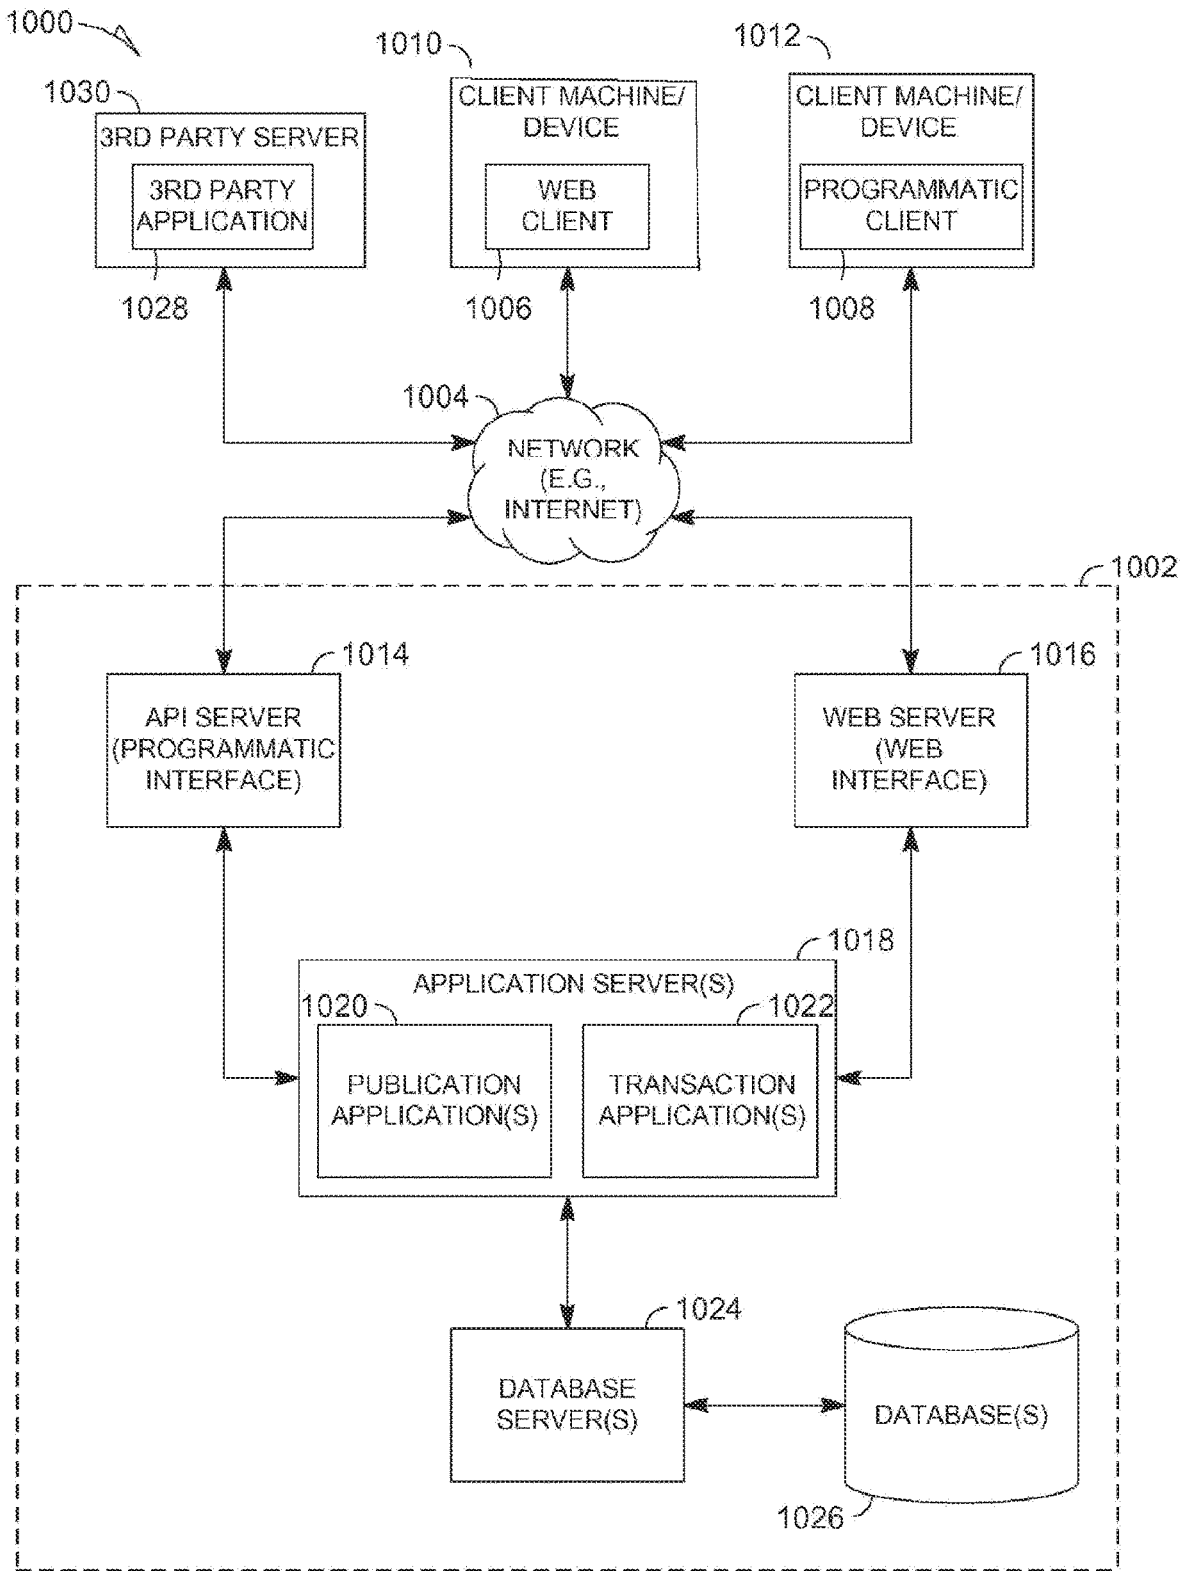 1000
1030
3RD PARTY SERVER
3RD PARTY
APPLICATION
1028
1010
CLIENT MACHINE/
DEVICE
WEB
CLIENT
1006
1012
CLIENT MACHINE/
DEVICE
PROGRAMMATIC
CLIENT
1008
1004
NETWORK
(E.G.,
INTERNET)
1002
1014
API SERVER
(PROGRAMMATIC
INTERFACE)
1016
WEB SERVER
(WEB
INTERFACE)
1018
APPLICATION SERVER(S)
1020
PUBLICATION
APPLICATION(S)
1022
TRANSACTION
APPLICATION(S)
1024
DATABASE
SERVER(S)
DATABASE(S)
1026